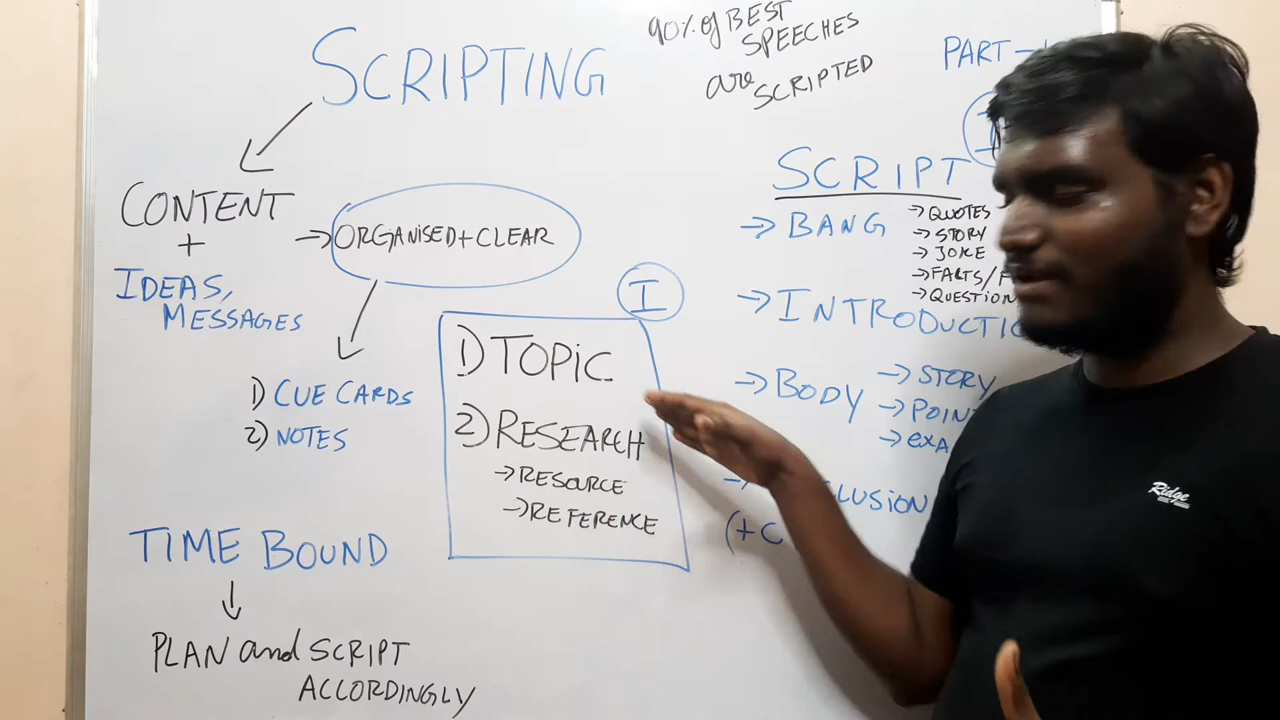 SCRIPTING
90% of BEST
SPEECHES
are SCRIPTED
PART
CONTENT
+
IDEAS,
MESSAGES
→ ORGANISED+CLEAR
1) CUE CARDS
2) NOTES
TIME BOUND
PLAN and SCRIPT
ACCORDINGLY
I
1) TOPIC
2) RESEARCH
→ RESOURCE
→ REFERENCE
SCRIPT
→ BANG
→ QUOTES
→ STORY
→ JOKE
→ FACTS/
→ QUESTION
→ INTRODUCTI
→ BODY
→ STORY
→ POIN
→ exA
LUSION
(+C
Ridge